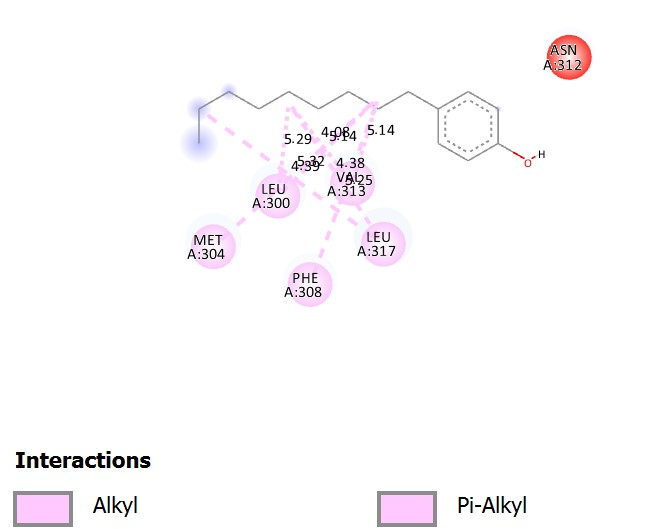 ASN
A:312
H
O
5.14
4.08
5.14
5.29
5.32
4.39
4.38
5.25
VAL
A:313
LEU
A:300
MET
A:304
LEU
A:317
PHE
A:308
Interactions
Alkyl
Pi-Alkyl